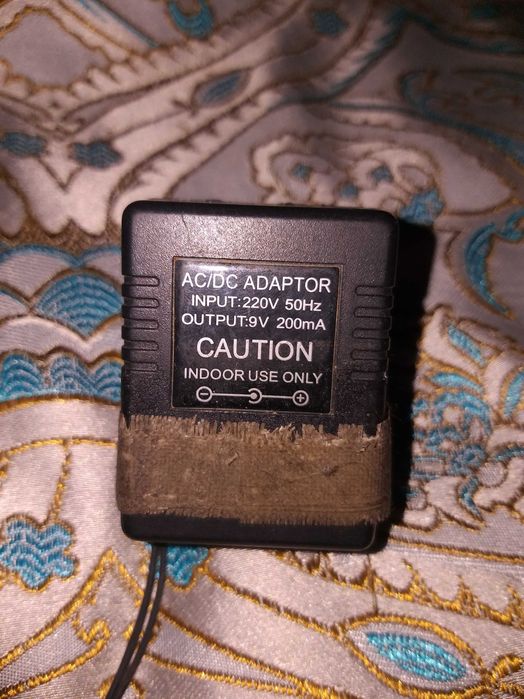 AC/DC ADAPTOR
INPUT:220V 50Hz
OUTPUT:9V 200mA
CAUTION
INDOOR USE ONLY